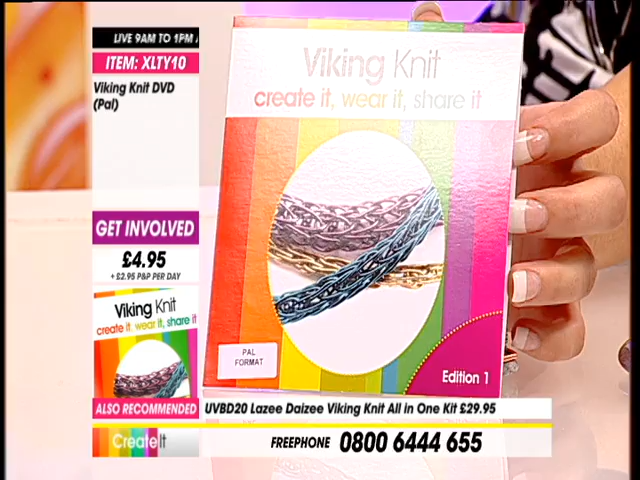 LIVE 9AM TO 1PM
ITEM: XLTY10
Viking Knit DVD
(Pal)
GET INVOLVED
£4.95
+£2.95 P&P PER DAY
Viking Knit
create it, wear it, share it
ALSO RECOMMENDED
UVBD20 Lazee Daizee Viking Knit All in One Kit £29.95
CreateIt
FREEPHONE 0800 6444 655
Viking Knit
create it, wear it, share it
PAL
FORMAT
Edition 1